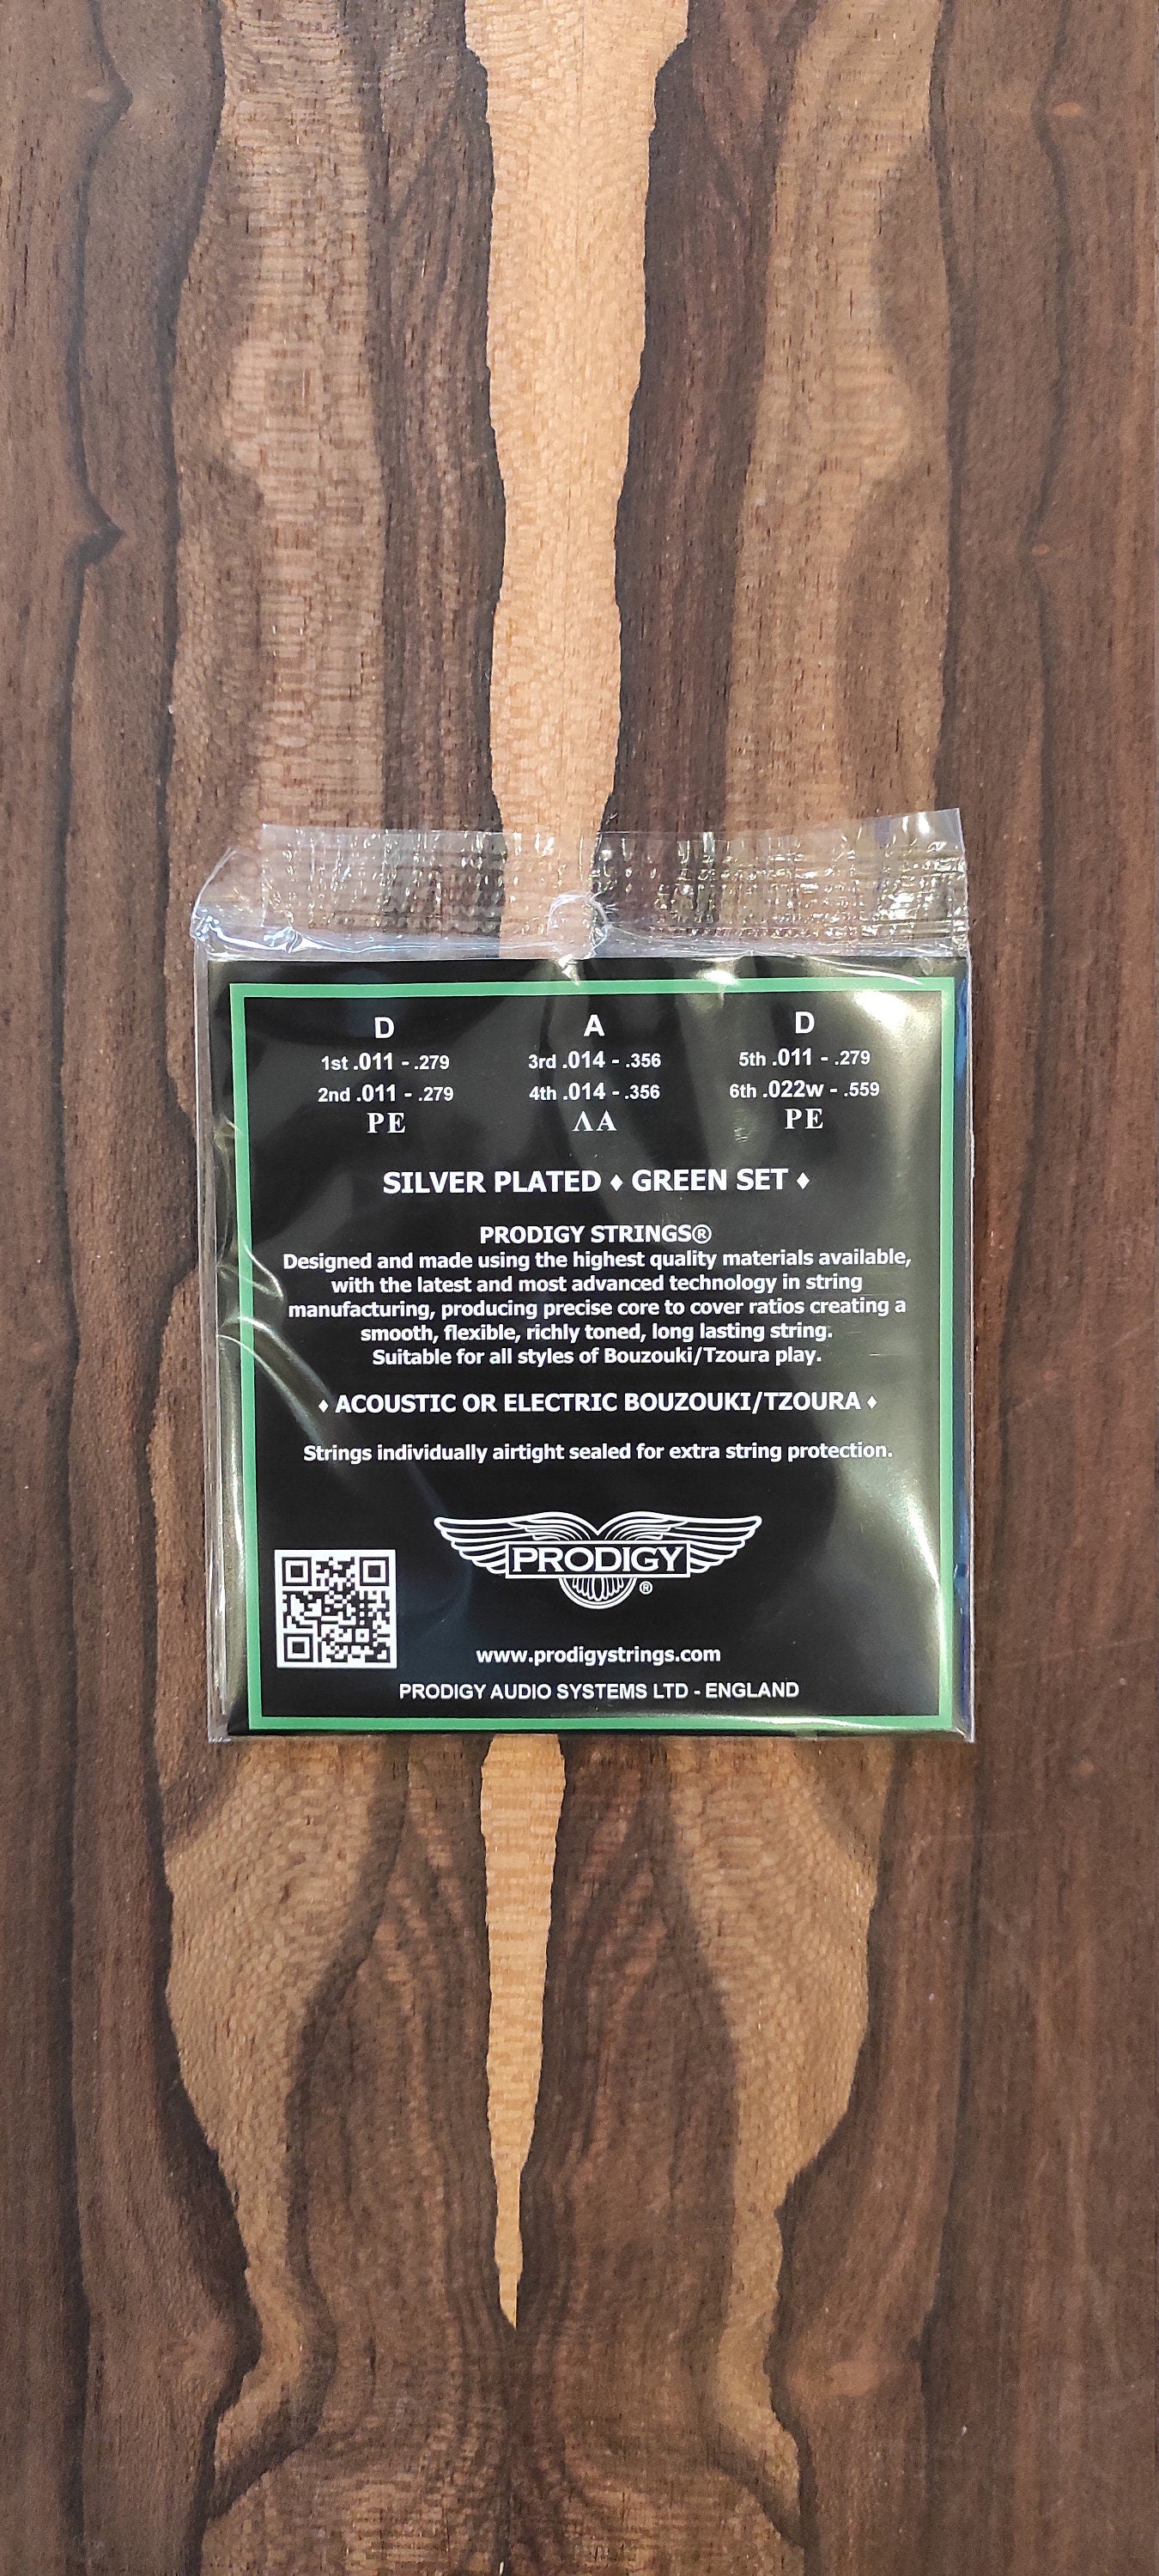 D A D
1st .011 - .279 3rd .014 - .356 5th .011 - .279
2nd .011 - .279 4th .014 - .356 6th .022w - .559
ΡΕ ΛΑ ΡΕ
SILVER PLATED ♦ GREEN SET ♦
PRODIGY STRINGS®
Designed and made using the highest quality materials available,
with the latest and most advanced technology in string
manufacturing, producing precise core to cover ratios creating a
smooth, flexible, richly toned, long lasting string.
Suitable for all styles of Bouzouki/Tzoura play.
♦ ACOUSTIC OR ELECTRIC BOUZOUKI/TZOURA ♦
Strings individually airtight sealed for extra string protection.
PRODIGY
®
www.prodigystrings.com
PRODIGY AUDIO SYSTEMS LTD - ENGLAND